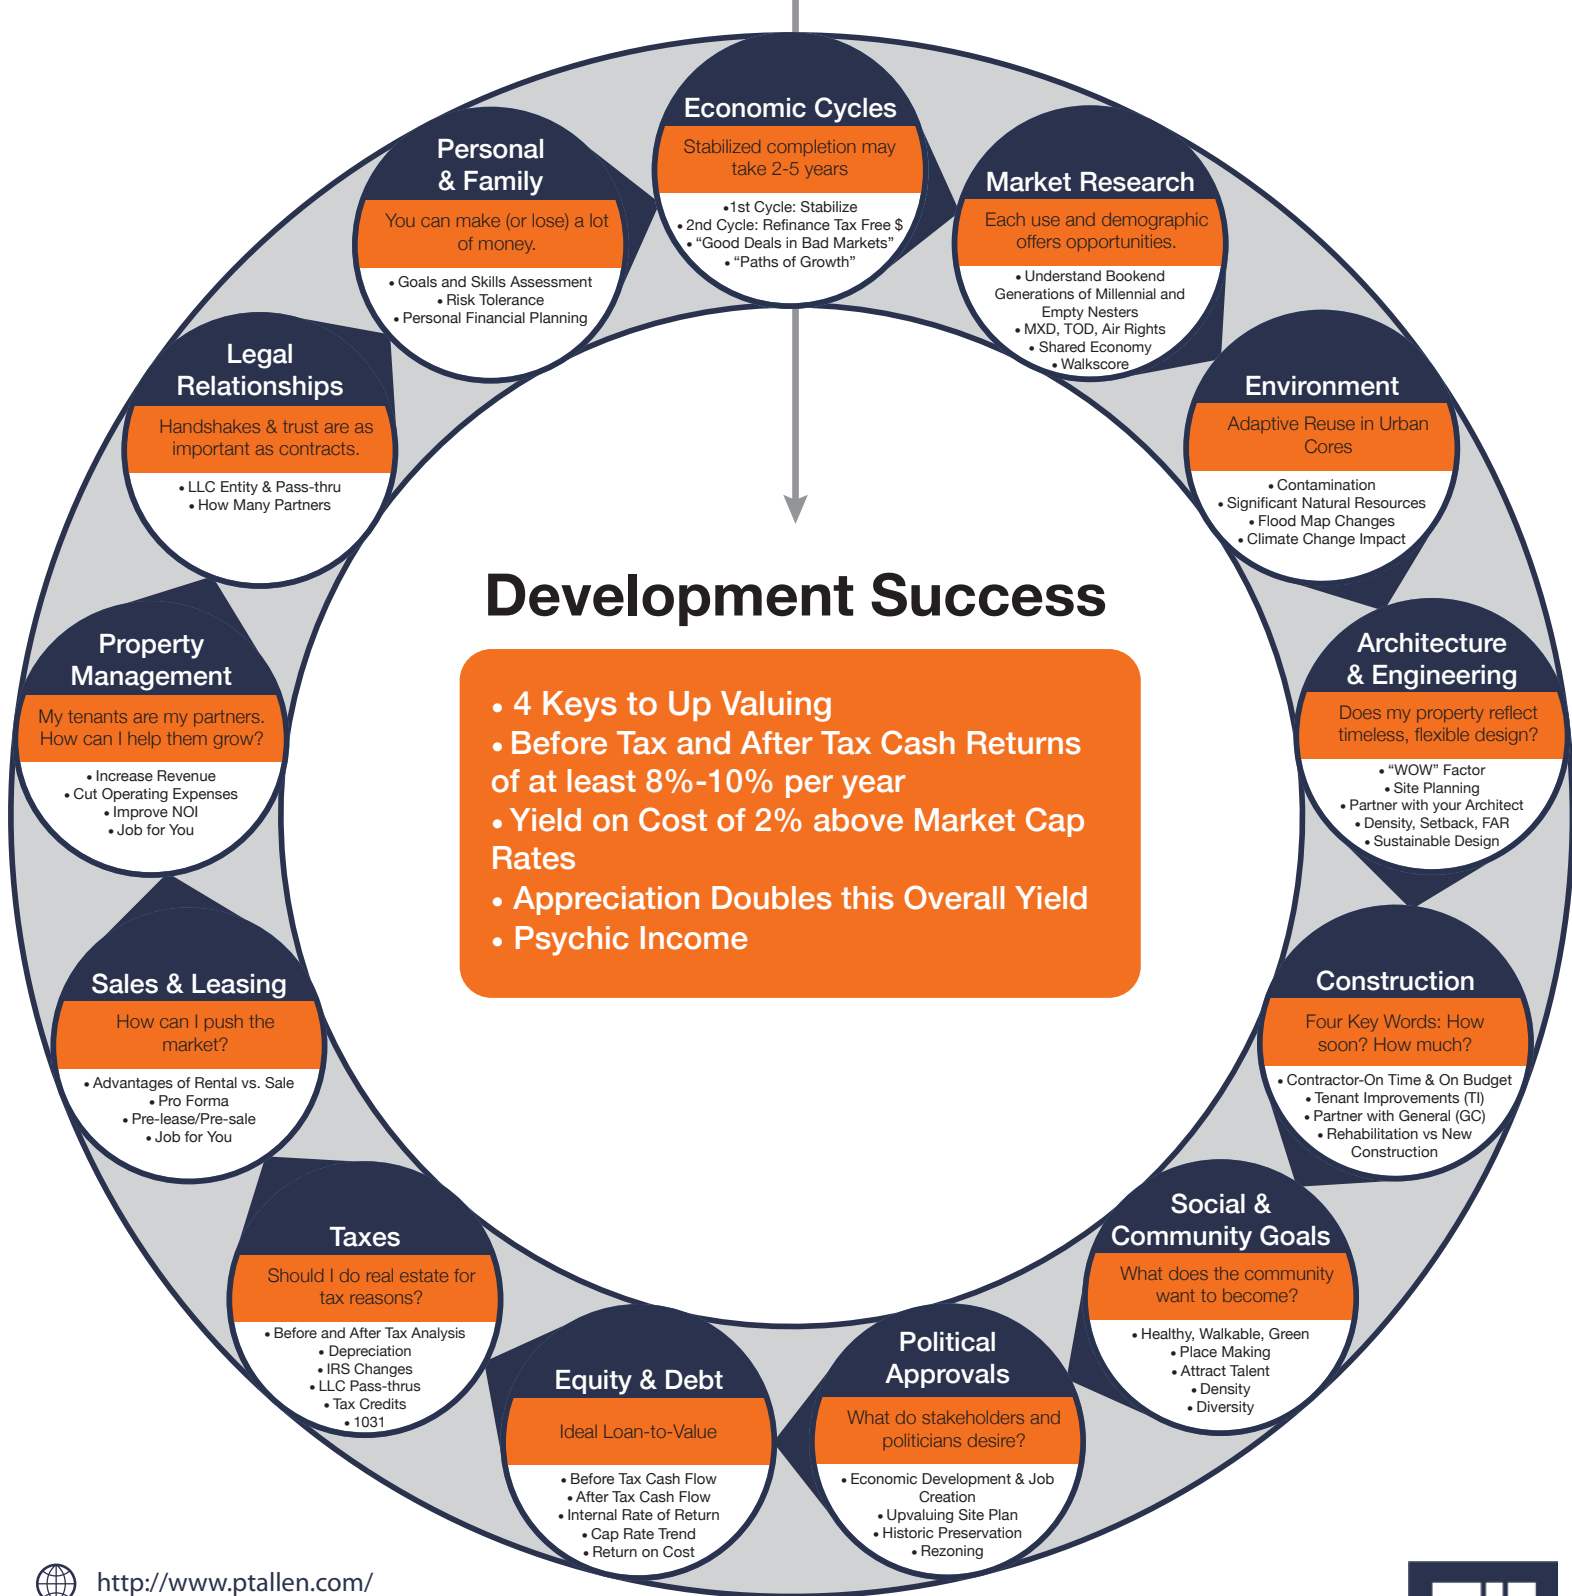 Economic Cycles
Stabilized completion may
take 2-5 years
•1st Cycle: Stabilize
• 2nd Cycle: Refinance Tax Free $
• “Good Deals in Bad Markets”
• “Paths of Growth”
Market Research
Each use and demographic
offers opportunities.
• Understand Bookend
Generations of Millennial and
Empty Nesters
• MXD, TOD, Air Rights
• Shared Economy
• Walkscore
Environment
Adaptive Reuse in Urban
Cores
• Contamination
• Significant Natural Resources
• Flood Map Changes
• Climate Change Impact
Architecture
& Engineering
Does my property reflect
timeless, flexible design?
• “WOW” Factor
• Site Planning
• Partner with your Architect
• Density, Setback, FAR
• Sustainable Design
Construction
Four Key Words: How
soon? How much?
• Contractor-On Time & On Budget
• Tenant Improvements (TI)
• Partner with General (GC)
• Rehabilitation vs New
Construction
Social &
Community Goals
What does the community
want to become?
• Healthy, Walkable, Green
• Place Making
• Attract Talent
• Density
• Diversity
Political
Approvals
What do stakeholders and
politicians desire?
• Economic Development & Job
Creation
• Upvaluing Site Plan
• Historic Preservation
• Rezoning
Equity & Debt
Ideal Loan-to-Value
• Before Tax Cash Flow
• After Tax Cash Flow
• Internal Rate of Return
• Cap Rate Trend
• Return on Cost
Taxes
Should I do real estate for
tax reasons?
• Before and After Tax Analysis
• Depreciation
• IRS Changes
• LLC Pass-thrus
• Tax Credits
• 1031
Sales & Leasing
How can I push the
market?
• Advantages of Rental vs. Sale
• Pro Forma
• Pre-lease/Pre-sale
• Job for You
Property
Management
My tenants are my partners.
How can I help them grow?
• Increase Revenue
• Cut Operating Expenses
• Improve NOI
• Job for You
Legal
Relationships
Handshakes & trust are as
important as contracts.
• LLC Entity & Pass-thru
• How Many Partners
Personal
& Family
You can make (or lose) a lot
of money.
• Goals and Skills Assessment
• Risk Tolerance
• Personal Financial Planning
Development Success
• 4 Keys to Up Valuing
• Before Tax and After Tax Cash Returns
of at least 8%-10% per year
• Yield on Cost of 2% above Market Cap
Rates
• Appreciation Doubles this Overall Yield
• Psychic Income
http://www.ptallen.com/